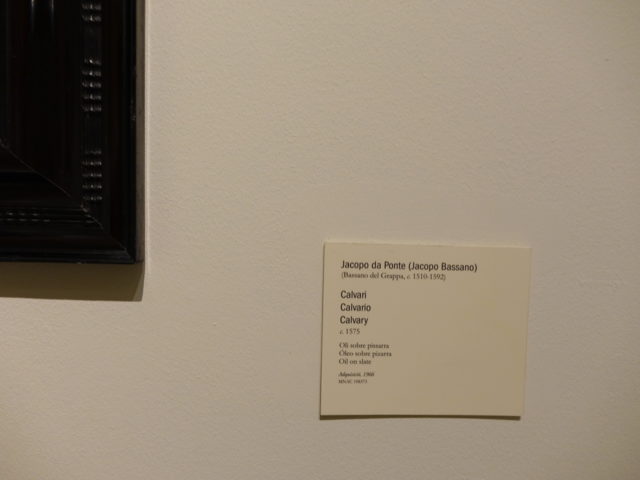 Jacopo da Ponte (Jacopo Bassano)
(Bassano del Grappa, c. 1510-1592)
Calvari
Calvario
Calvary
c. 1575
Oli sobre pissarra
Óleo sobre pizarra
Oil on slate
Adquisició, 1966